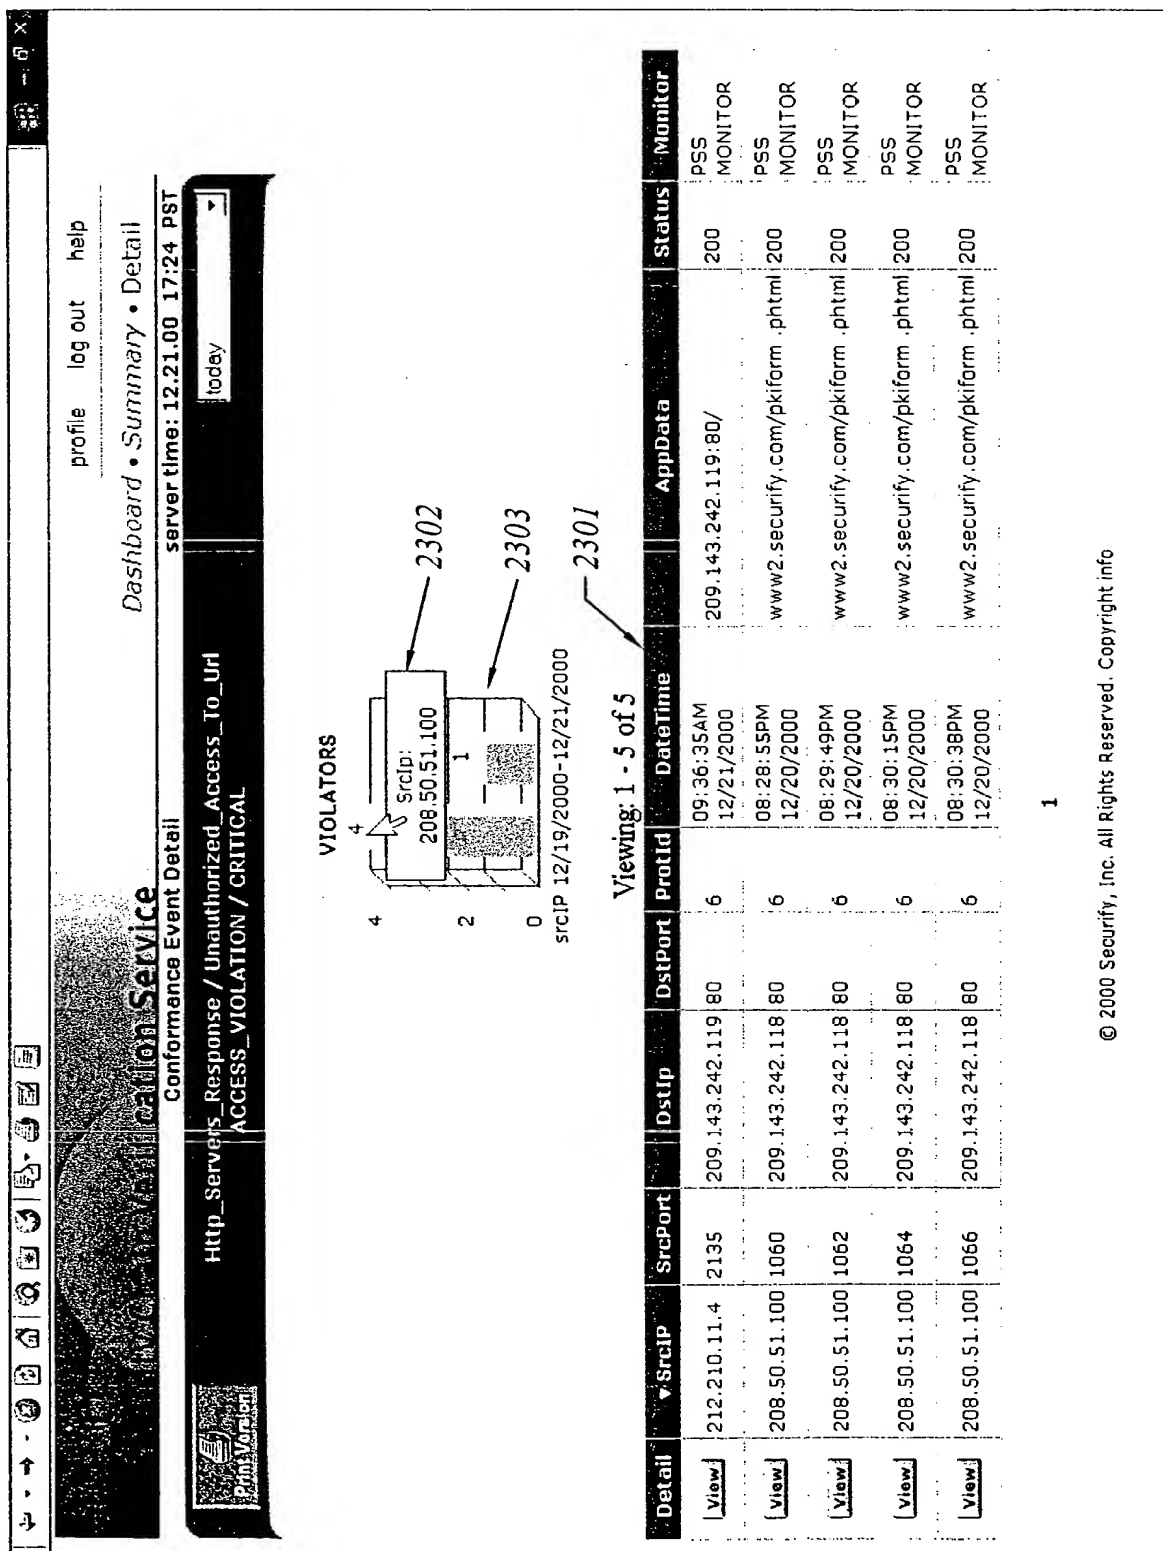 profile log out help
Dashboard • Summary • Detail
server time: 12.21.00 17:24 PST
Conformance Event Detail
Print Version
Http_Servers_Response / Unauthorized_Access_To_Url
ACCESS_VIOLATION / CRITICAL
today
VIOLATORS
4
4
SrcIp:
208.50.51.100
2302
1
2
2303
0
srcIP 12/19/2000-12/21/2000
Viewing: 1 - 5 of 5
2301
Detail ▾SrcIP SrcPort DstIp DstPort ProtId DateTime AppData Status Monitor
View 212.210.11.4 2135 209.143.242.119 80 6 09:36:35AM 209.143.242.119:80/ 200 PSS
12/21/2000 MONITOR
View 208.50.51.100 1060 209.143.242.118 80 6 08:28:55PM www2.securify.com/pkiform .phtml 200 PSS
12/20/2000 MONITOR
View 208.50.51.100 1062 209.143.242.118 80 6 08:29:49PM www2.securify.com/pkiform .phtml 200 PSS
12/20/2000 MONITOR
View 208.50.51.100 1064 209.143.242.118 80 6 08:30:15PM www2.securify.com/pkiform .phtml 200 PSS
12/20/2000 MONITOR
View 208.50.51.100 1066 209.143.242.118 80 6 08:30:38PM www2.securify.com/pkiform .phtml 200 PSS
12/20/2000 MONITOR
1
© 2000 Securify, Inc. All Rights Reserved. Copyright info